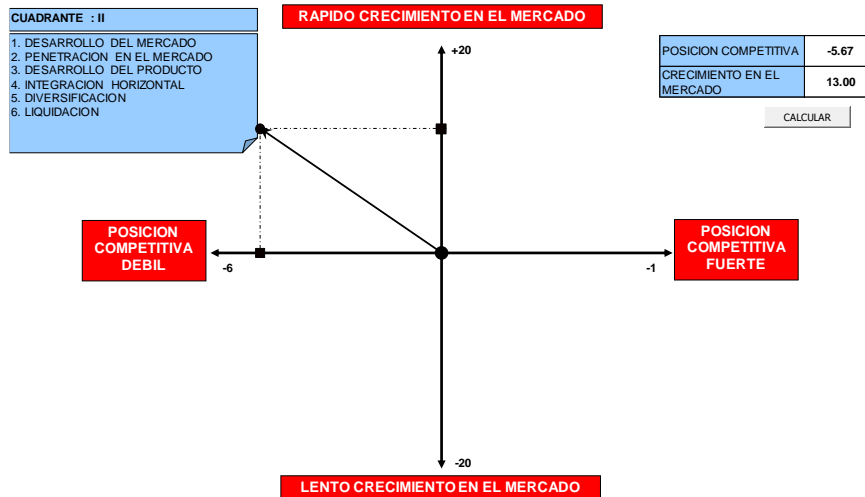 CUADRANTE : II
1. DESARROLLO DEL MERCADO
2. PENETRACION EN EL MERCADO
3. DESARROLLO DEL PRODUCTO
4. INTEGRACION HORIZONTAL
5. DIVERSIFICACION
6. LIQUIDACION
RAPIDO CRECIMIENTO EN EL MERCADO
+20
POSICION COMPETITIVA -5.67
CRECIMIENTO EN EL
MERCADO 13.00
CALCULAR
POSICION
COMPETITIVA
DEBIL
-6
-1
POSICION
COMPETITIVA
FUERTE
-20
LENTO CRECIMIENTO EN EL MERCADO